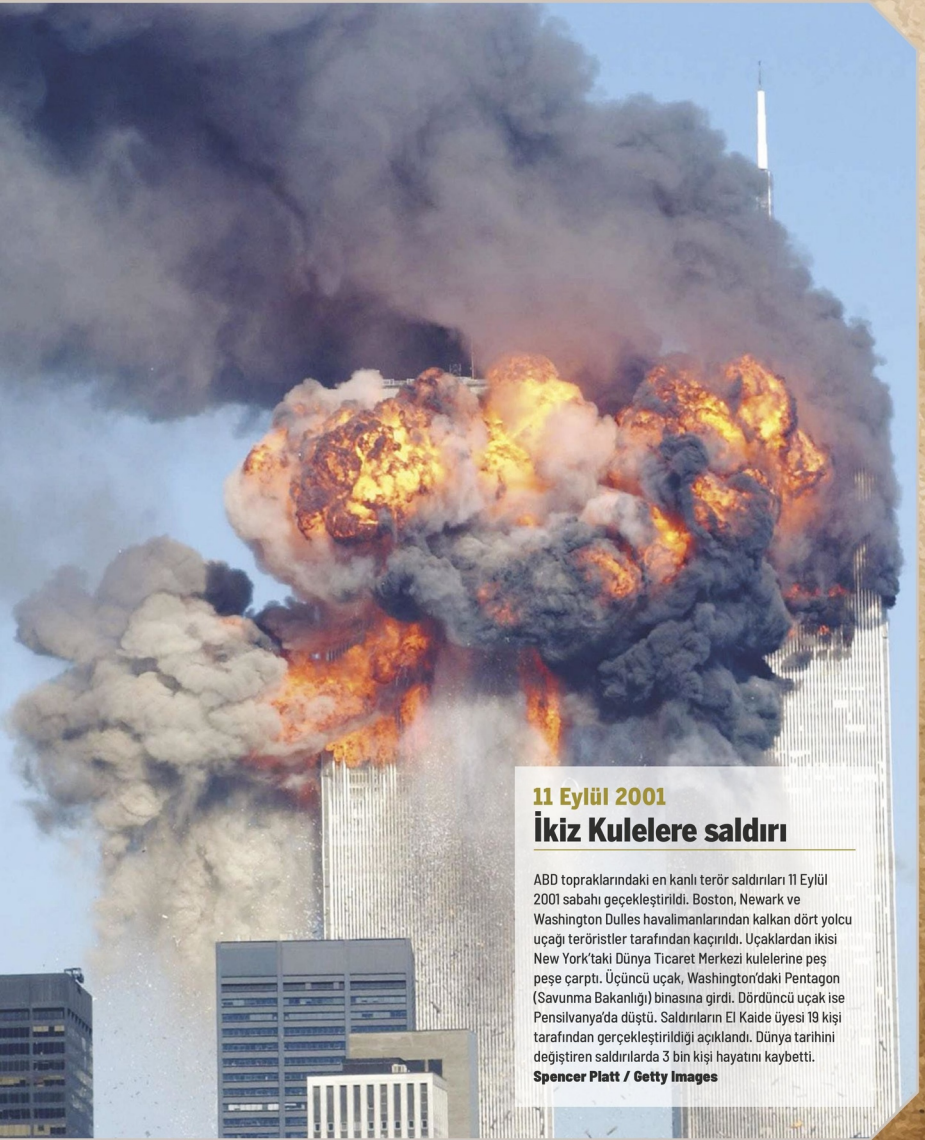 11 Eylül 2001
İkiz Kulelere saldırı
ABD topraklarındaki en kanlı terör saldırıları 11 Eylül
2001 sabahı geçekleştirildi. Boston, Newark ve
Washington Dulles havalimanlarından kalkan dört yolcu
uçağı teröristler tarafından kaçırıldı. Uçaklardan ikisi
New York’taki Dünya Ticaret Merkezi kulelerine peş
peşe çarptı. Üçüncü uçak, Washington’daki Pentagon
(Savunma Bakanlığı) binasına girdi. Dördüncü uçak ise
Pensilvanya’da düştü. Saldırıların El Kaide üyesi 19 kişi
tarafından gerçekleştirildiği açıklandı. Dünya tarihini
değiştiren saldırılarda 3 bin kişi hayatını kaybetti.
Spencer Platt / Getty Images